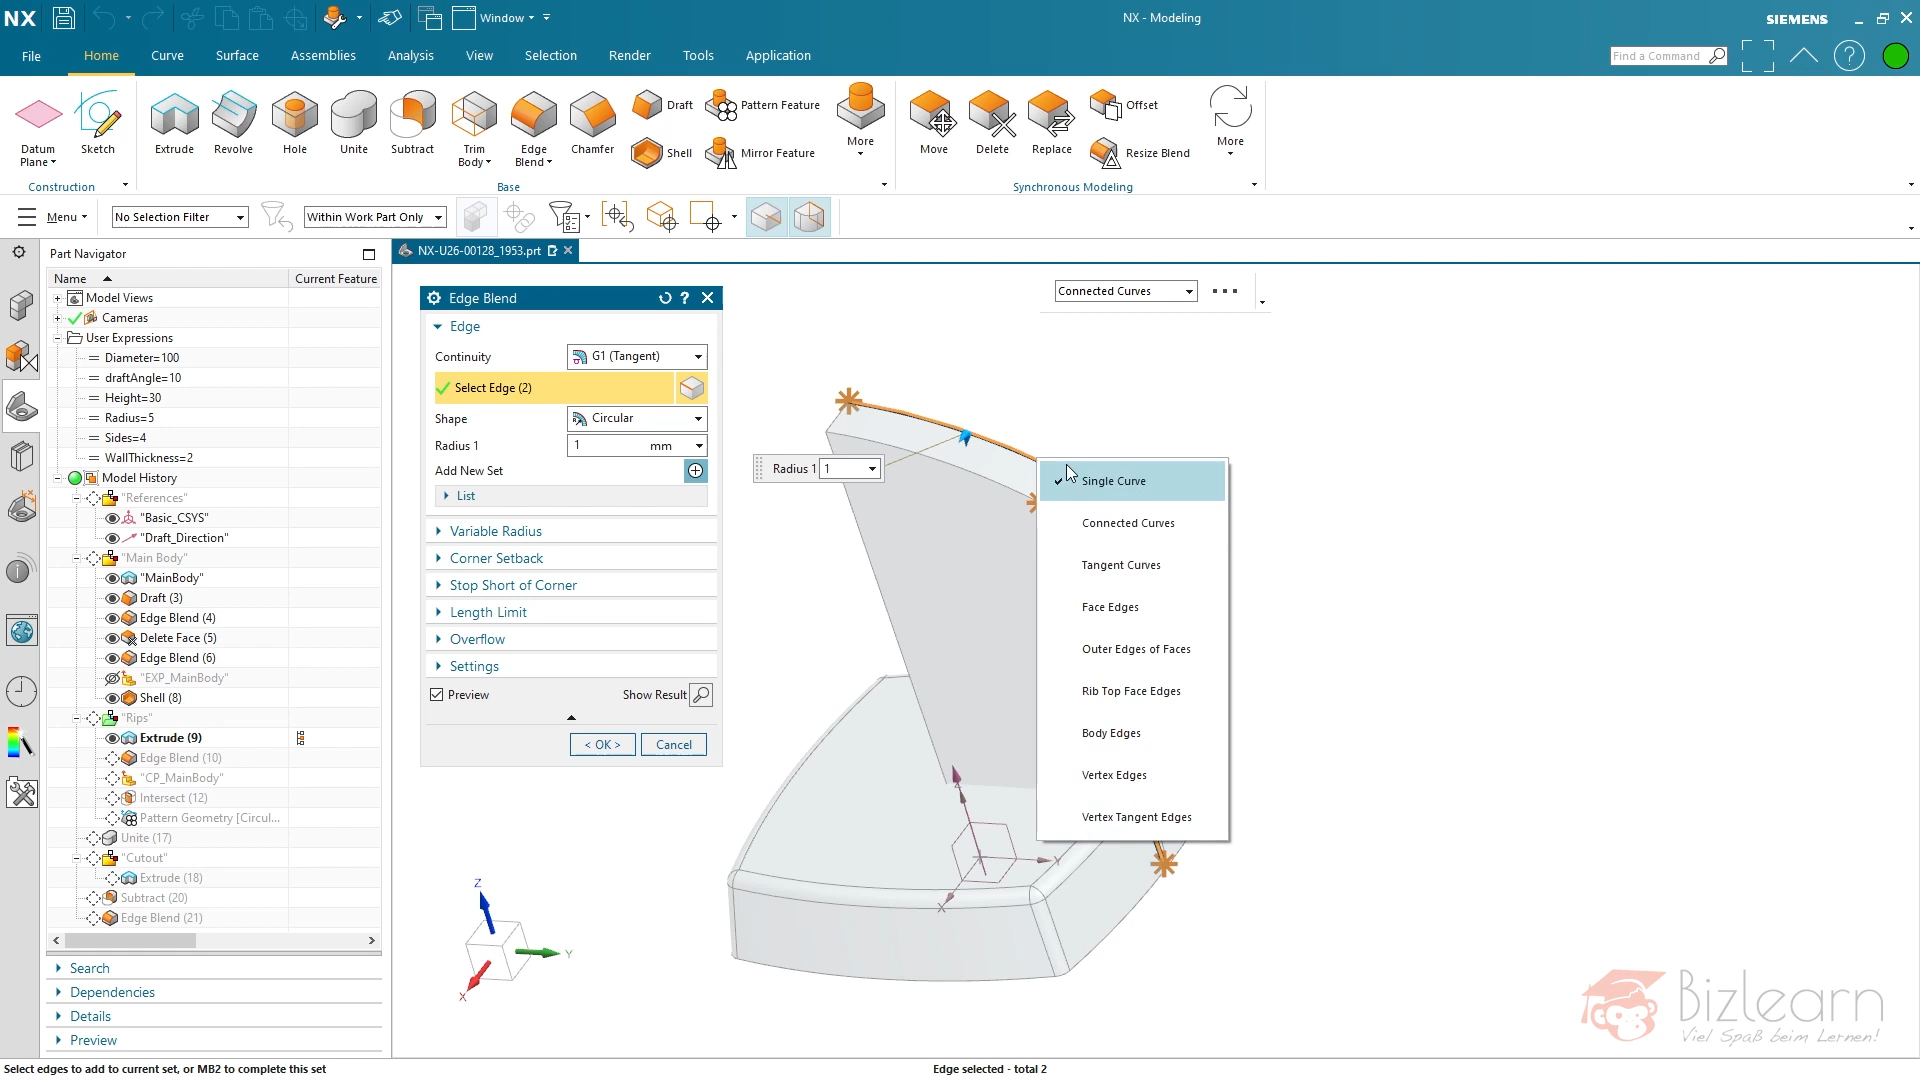 NX
Window
NX - Modeling
SIEMENS
File
Home
Curve
Surface
Assemblies
Analysis
View
Selection
Render
Tools
Application
Find a Command
Datum Plane
Sketch
Extrude
Revolve
Hole
Unite
Subtract
Trim Body
Edge Blend
Chamfer
Draft
Shell
Pattern Feature
Mirror Feature
More
Move
Delete
Replace
Offset
Resize Blend
More
Construction
Base
Synchronous Modeling
Menu
No Selection Filter
Within Work Part Only
Part Navigator
Name
Current Feature
Model Views
Cameras
User Expressions
Diameter=100
draftAngle=10
Height=30
Radius=5
Sides=4
WallThickness=2
Model History
"References"
"Basic_CSYS"
"Draft_Direction"
"Main Body"
"MainBody"
Draft (3)
Edge Blend (4)
Delete Face (5)
Edge Blend (6)
"EXP_MainBody"
Shell (8)
"Rips"
Extrude (9)
Edge Blend (10)
"CP_MainBody"
Intersect (12)
Pattern Geometry [Circul...
Unite (17)
"Cutout"
Extrude (18)
Subtract (20)
Edge Blend (21)
Search
Dependencies
Details
Preview
NX-U26-00128_1953.prt
Edge Blend
Edge
Continuity
G1 (Tangent)
Select Edge (2)
Shape
Circular
Radius 1
1 mm
Add New Set
List
Variable Radius
Corner Setback
Stop Short of Corner
Length Limit
Overflow
Settings
Preview
Show Result
< OK >
Cancel
Connected Curves
Radius 1
1
Single Curve
Connected Curves
Tangent Curves
Face Edges
Outer Edges of Faces
Rib Top Face Edges
Body Edges
Vertex Edges
Vertex Tangent Edges
Z
Y
X
Z
Y
X
Bizlearn
Viel Spaß beim Lernen!
Select edges to add to current set, or MB2 to complete this set
Edge selected - total 2